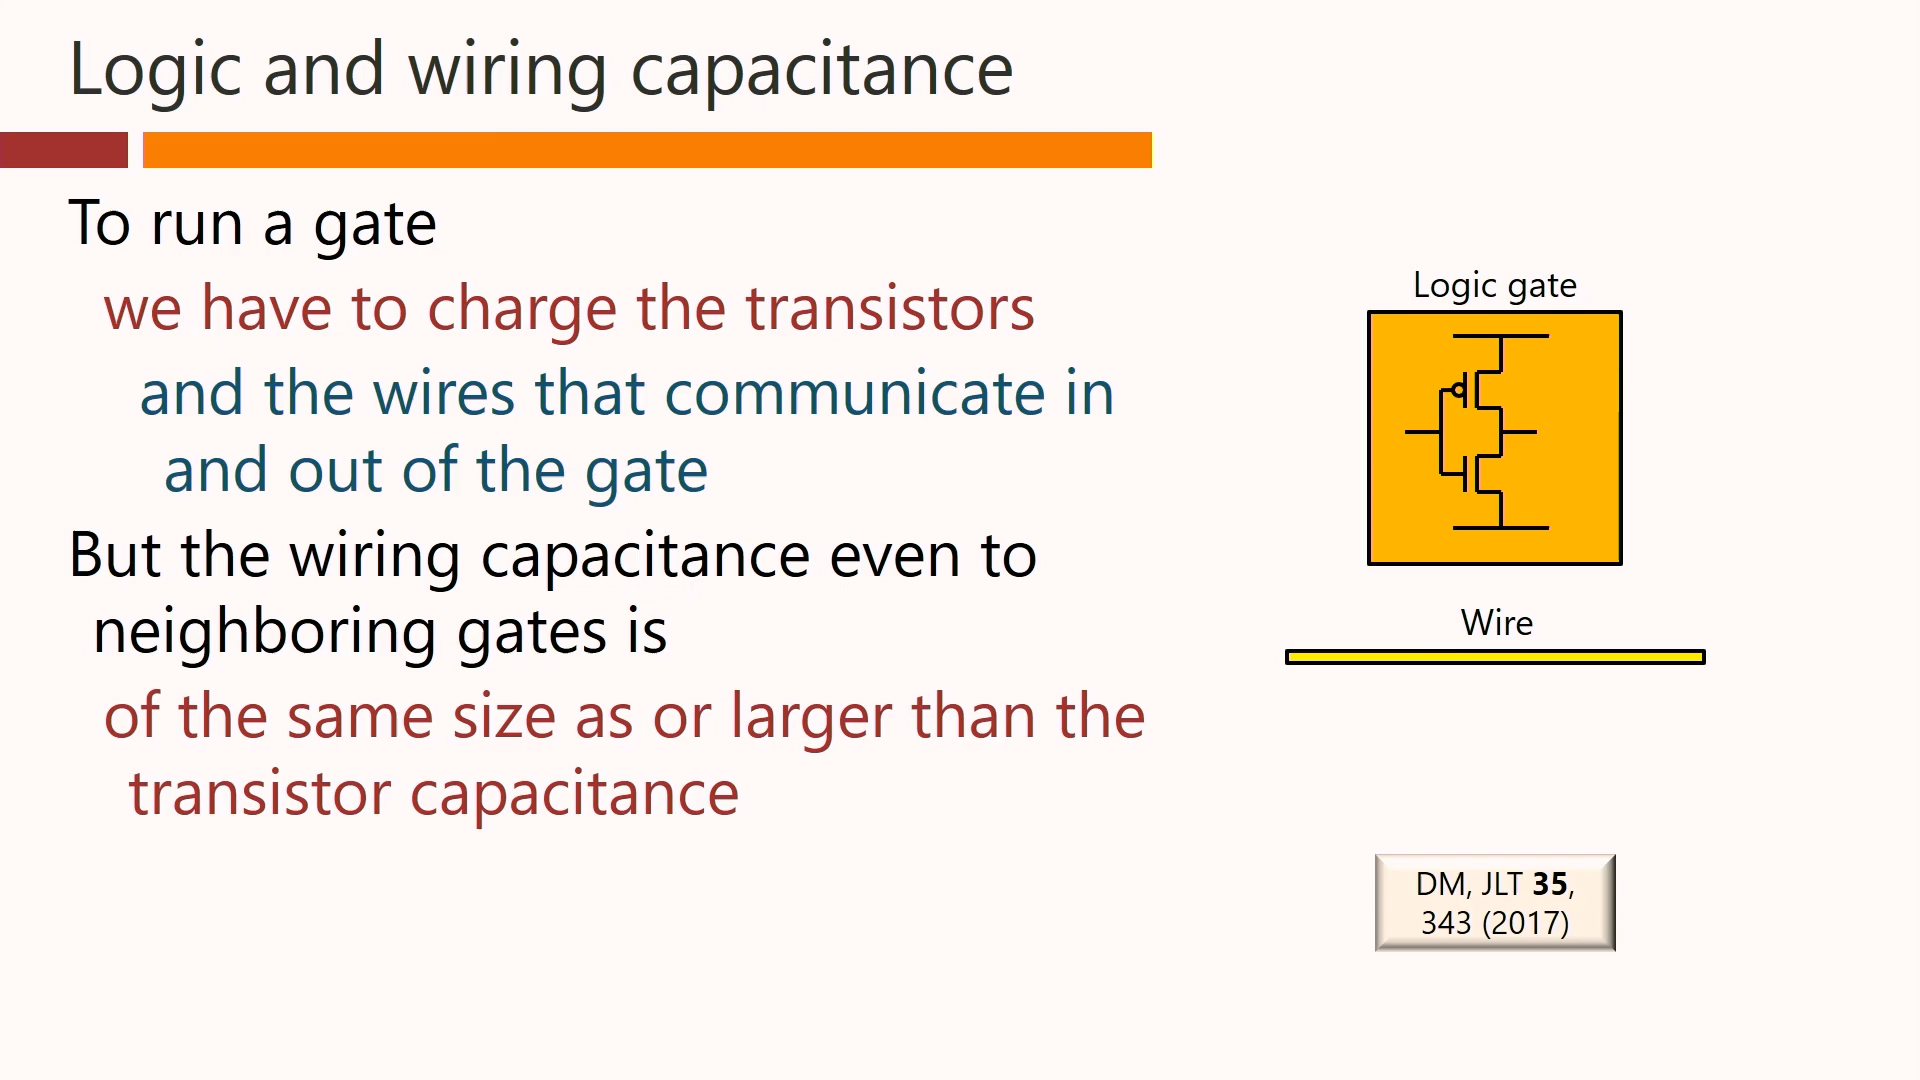 Logic and wiring capacitance
To run a gate
we have to charge the transistors
and the wires that communicate in
and out of the gate
But the wiring capacitance even to
neighboring gates is
of the same size as or larger than the
transistor capacitance
Logic gate
Wire
DM, JLT 35,
343 (2017)